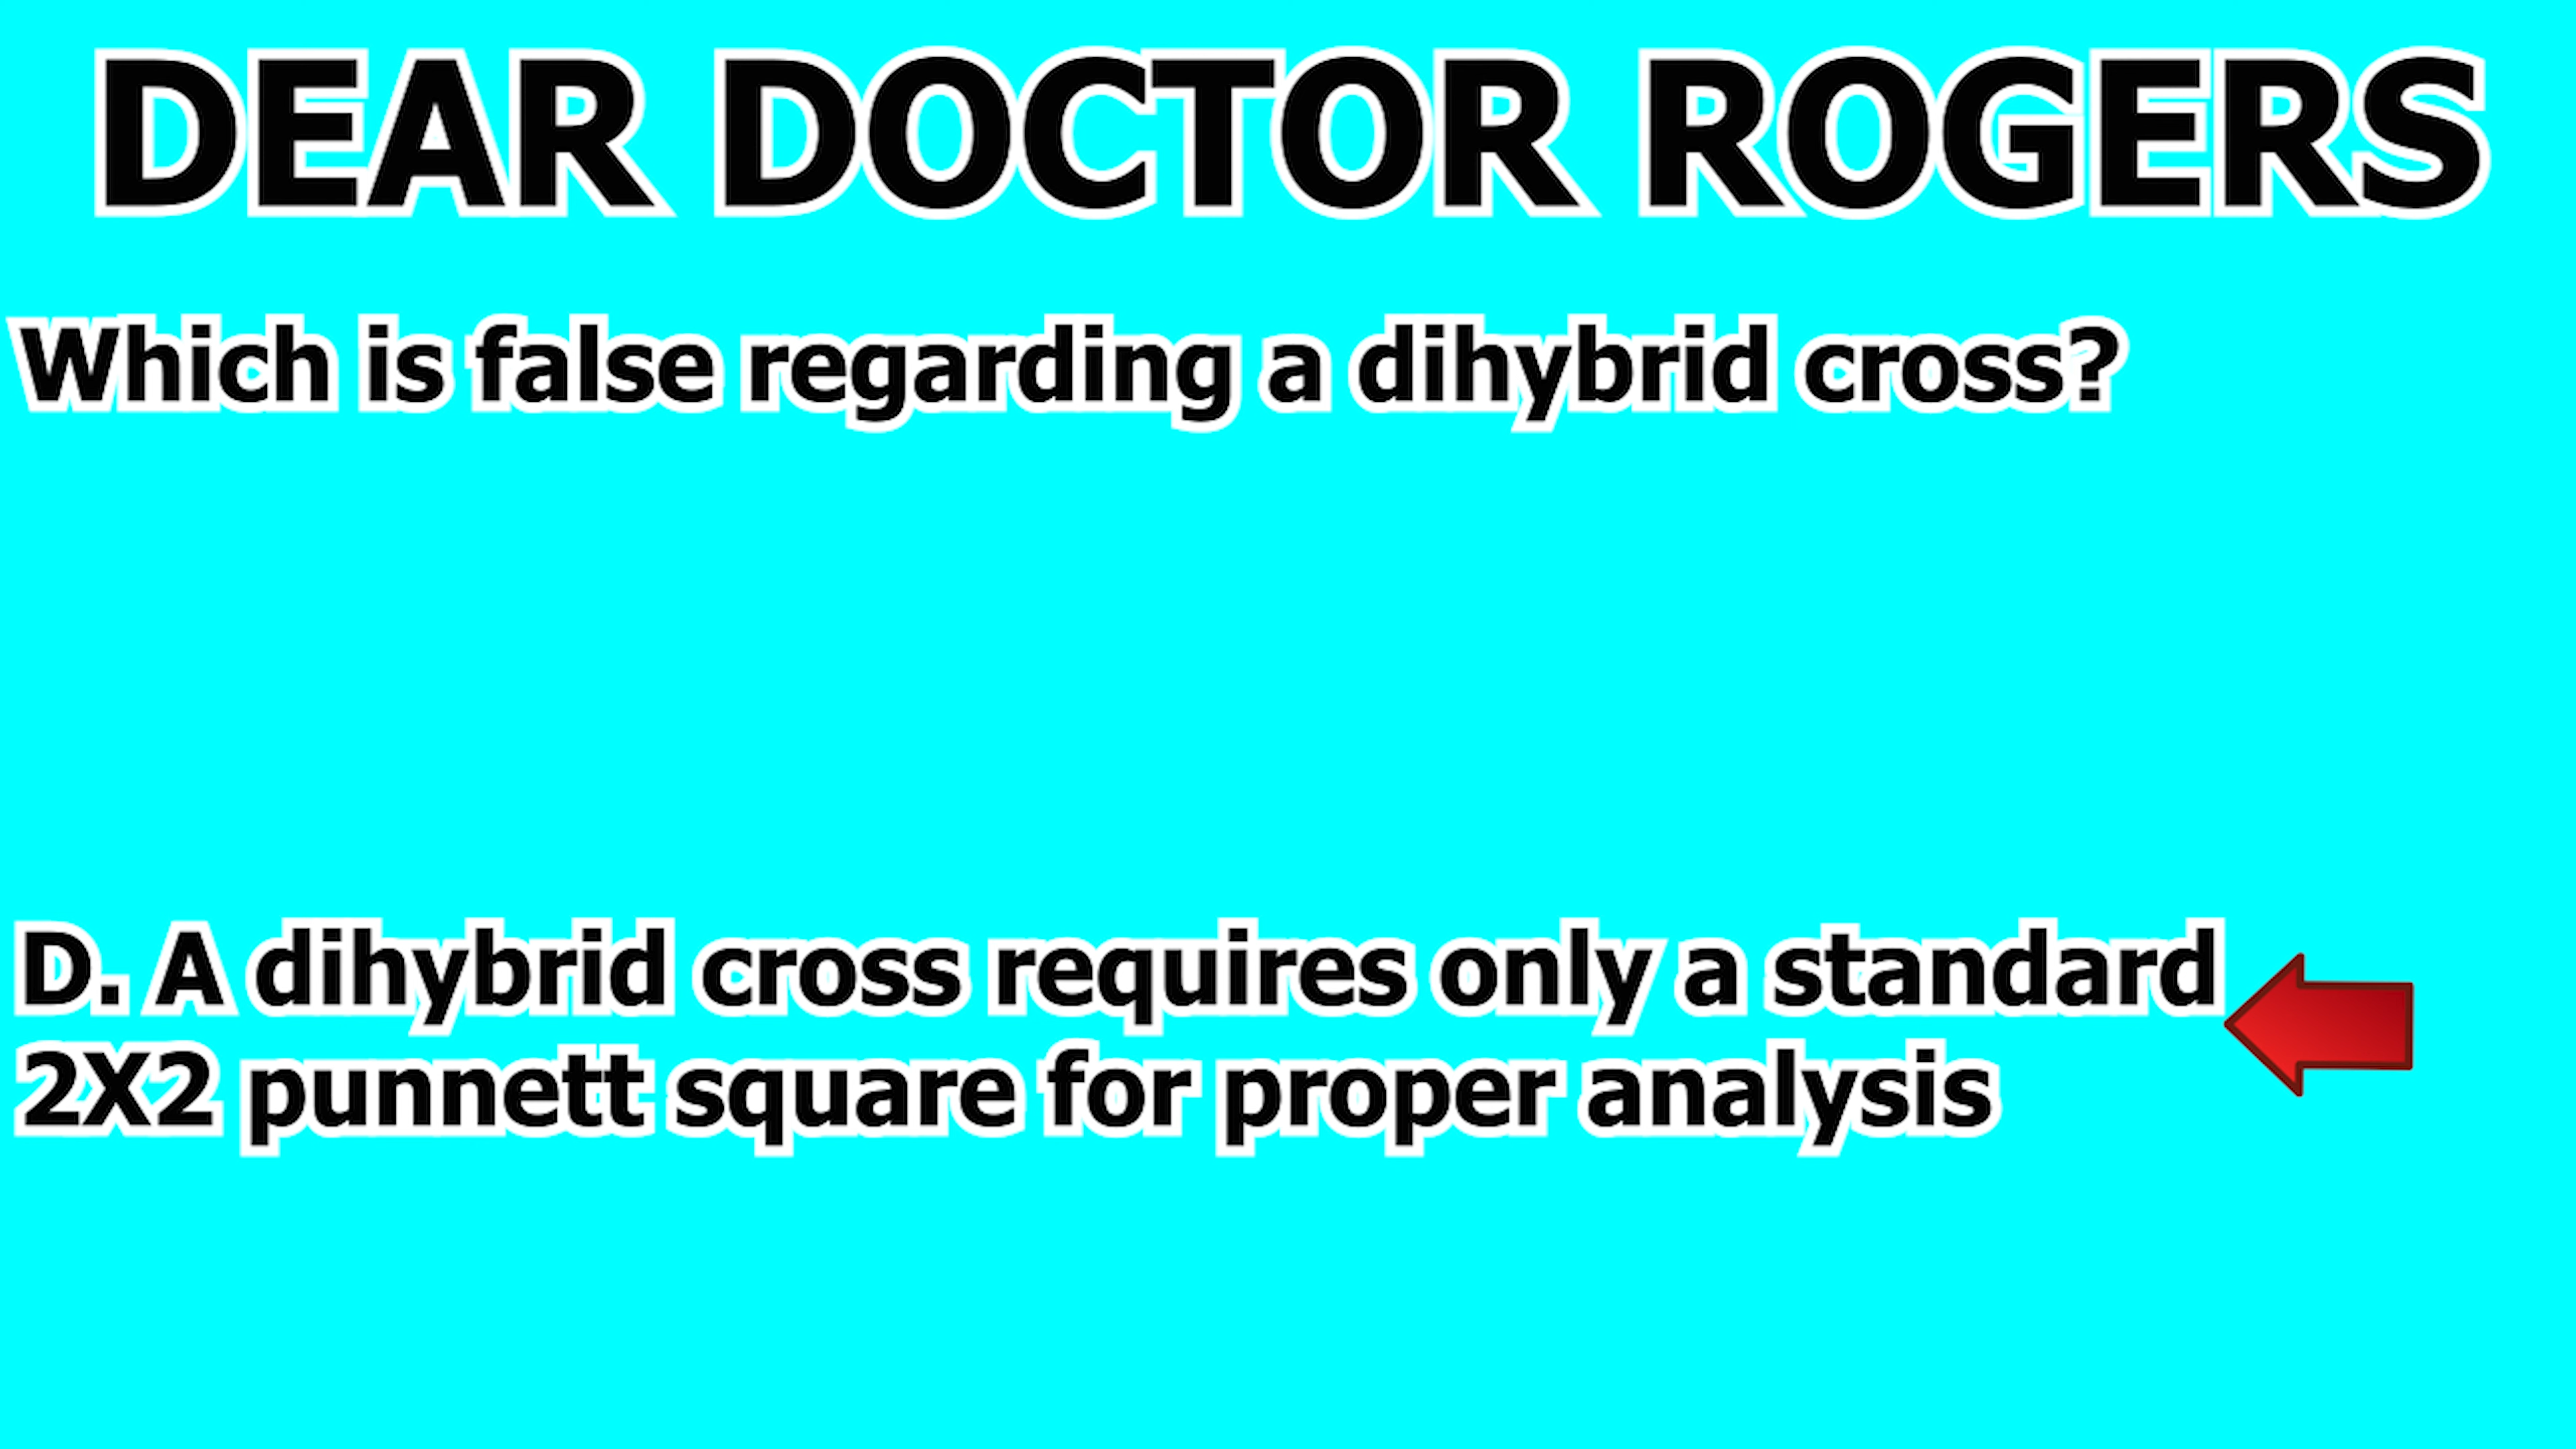 DEAR DOCTOR ROGERS
Which is false regarding a dihybrid cross?
D. A dihybrid cross requires only a standard
2X2 punnett square for proper analysis